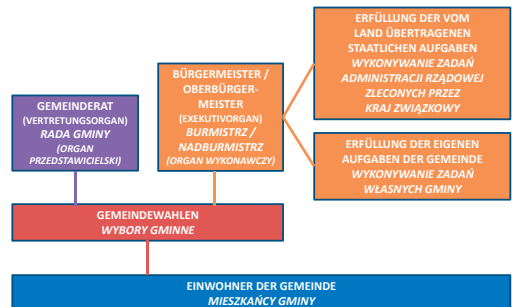 GEMEINDERAT
(VERTRETUNGSORGAN)
RADA GMINY
(ORGAN
PRZEDSTAWICIELSKI)
BÜRGERMEISTER /
OBERBÜRGER-
MEISTER
(EXEKUTIVORGAN)
BURMISTRZ /
NADBURMISTRZ
(ORGAN WYKONAWCZY)
ERFÜLLUNG DER VOM
LAND ÜBERTRAGENEN
STAATLICHEN AUFGABEN
WYKONYWANIE ZADAŃ
ADMINISTRACJI RZĄDOWEJ
ZLECONYCH PRZEZ
KRAJ ZWIĄZKOWY
ERFÜLLUNG DER EIGENEN
AUFGABEN DER GEMEINDE
WYKONYWANIE ZADAŃ
WŁASNYCH GMINY
GEMEINDEWAHLEN
WYBORY GMINNE
EINWOHNER DER GEMEINDE
MIESZKAŃCY GMINY